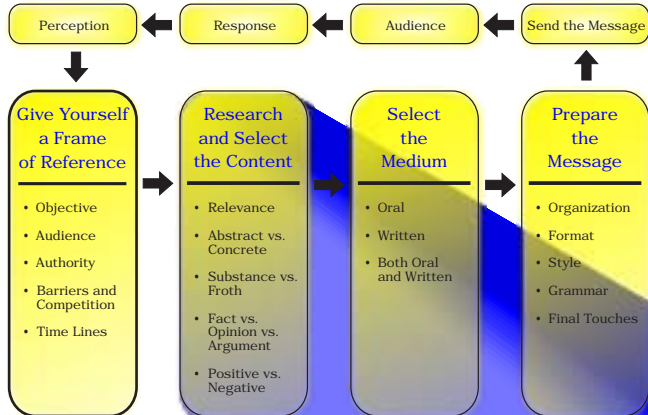 Perception
Response
Audience
Send the Message
Give Yourself
a Frame
of Reference
• Objective
• Audience
• Authority
• Barriers and
Competition
• Time Lines
Research
and Select
the Content
• Relevance
• Abstract vs.
Concrete
• Substance vs.
Froth
• Fact vs.
Opinion vs.
Argument
• Positive vs.
Negative
Select
the
Medium
• Oral
• Written
• Both Oral
and Written
Prepare
the
Message
• Organization
• Format
• Style
• Grammar
• Final Touches